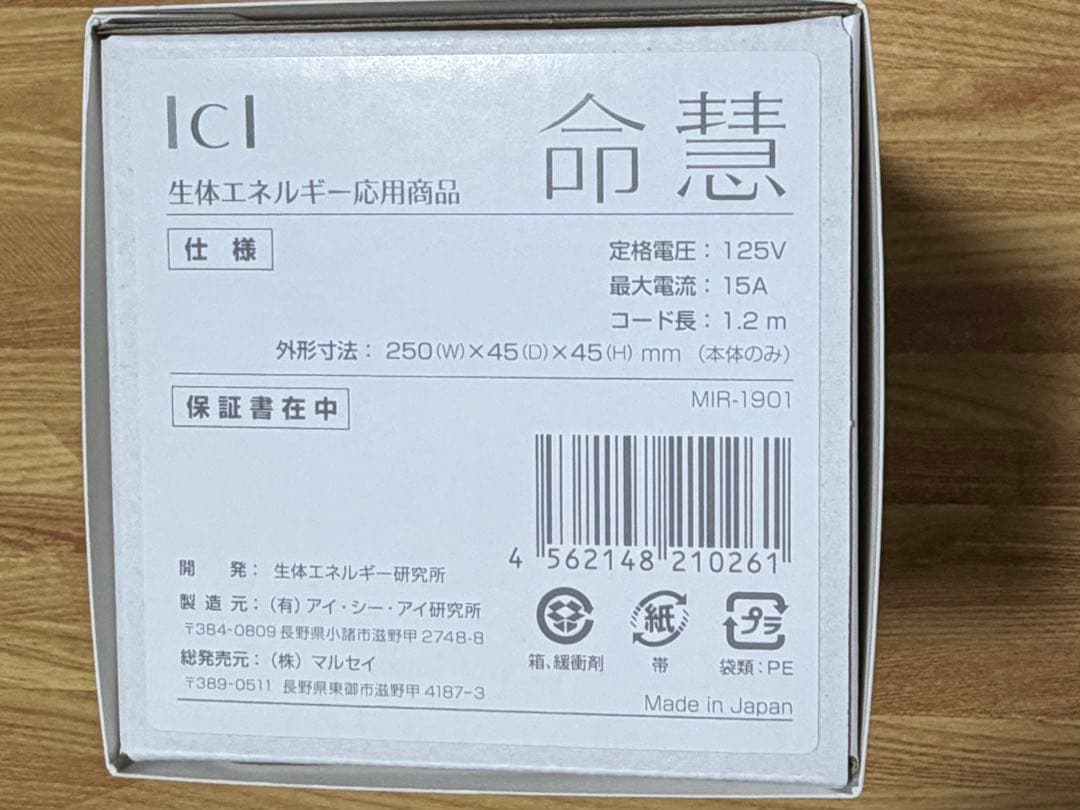 ICI
命慧
生体エネルギー応用商品
仕様
定格電圧：125V
最大電流：15A
コード長：1.2 m
外形寸法：250(W)×45(D)×45(H) mm （本体のみ）
保証書在中
MIR-1901
4 562148 210261
開　発：生体エネルギー研究所
製造元：（有）アイ・シー・アイ研究所
〒384-0809 長野県小諸市滋野甲 2748-8
総発売元：（株）マルセイ
〒389-0511 長野県東御市滋野甲 4187-3
紙
プラ
箱、緩衝剤
帯
袋類：PE
Made in Japan